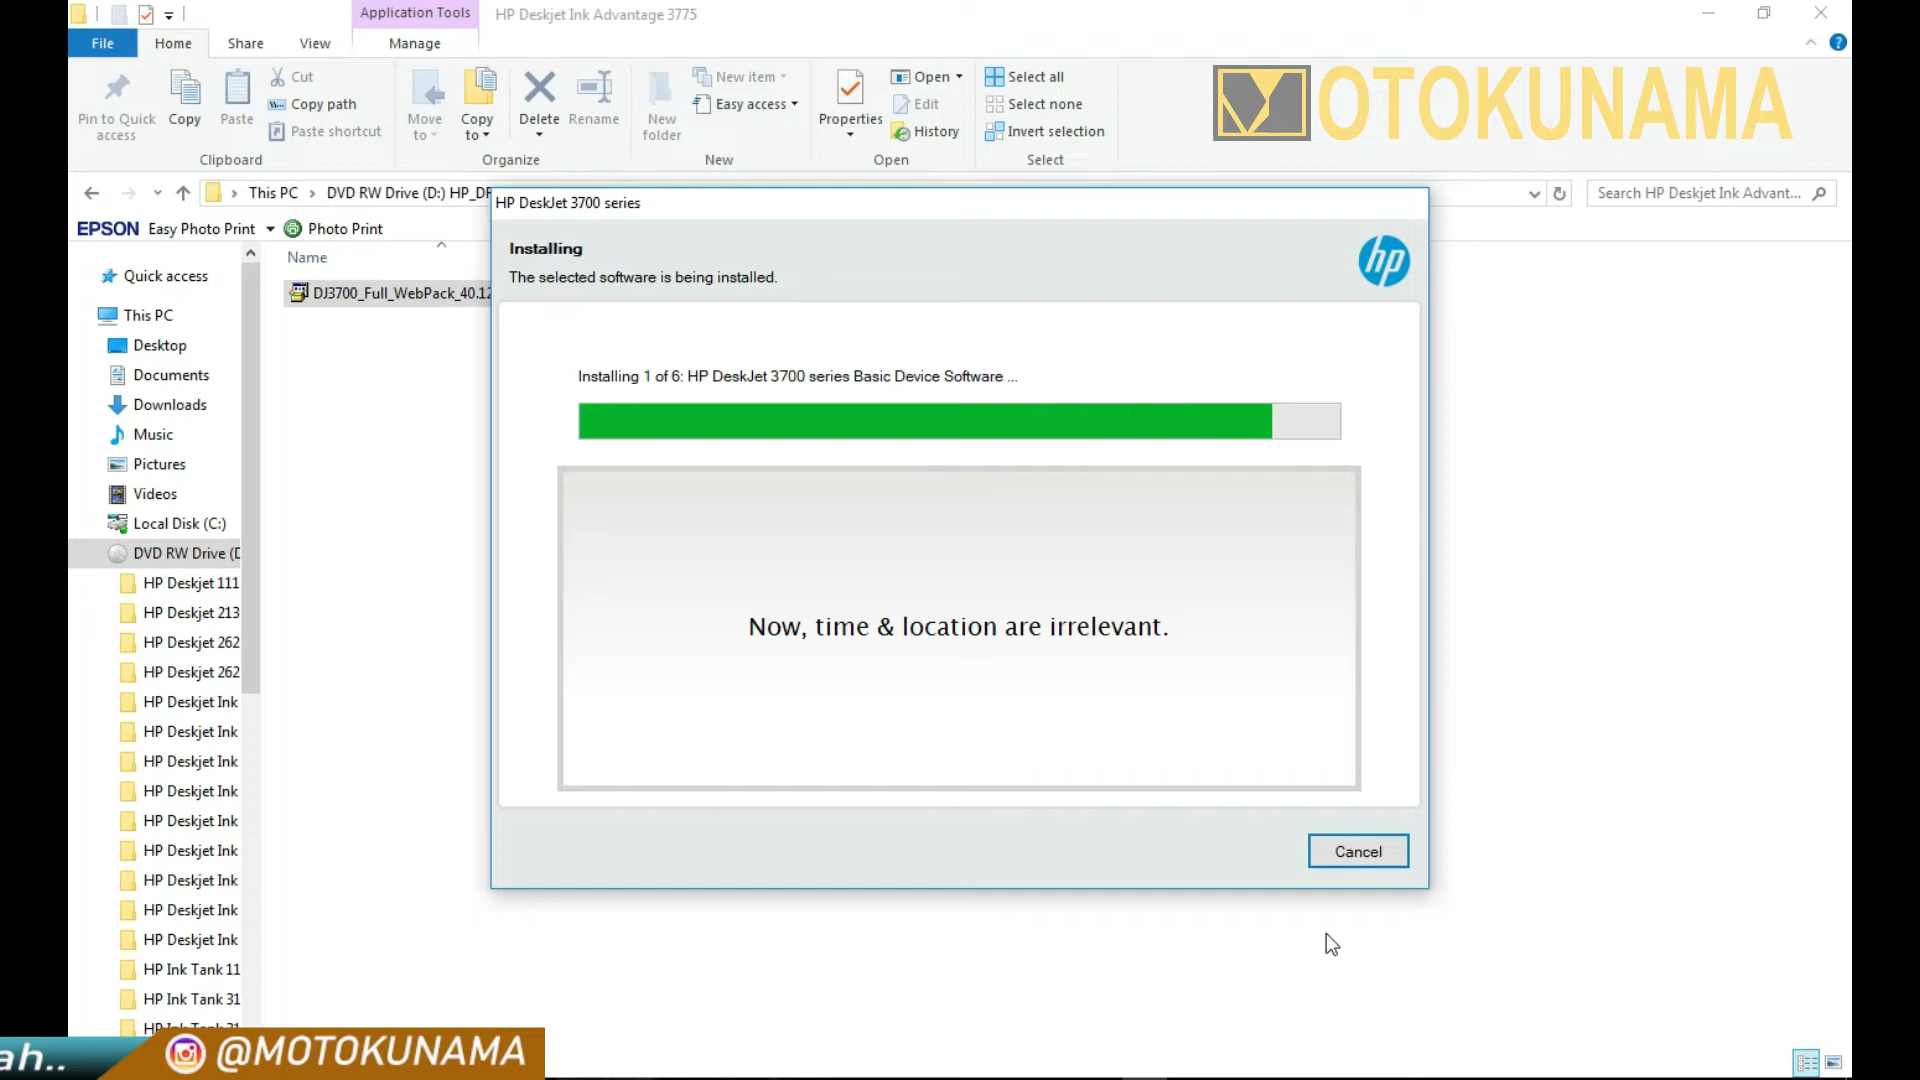 Application Tools
HP Deskjet Ink Advantage 3775
File
Home
Share
View
Manage
Pin to Quick access
Copy
Paste
Cut
Copy path
Paste shortcut
Clipboard
Move to
Copy to
Delete
Rename
Organize
New folder
New item
Easy access
New
Properties
Open
Edit
History
Open
Select all
Select none
Invert selection
Select
MOTOKUNAMA
This PC
DVD RW Drive (D:) HP_DR
Search HP Deskjet Ink Advant...
EPSON Easy Photo Print
Photo Print
Name
DJ3700_Full_WebPack_40.12
Quick access
This PC
Desktop
Documents
Downloads
Music
Pictures
Videos
Local Disk (C:)
DVD RW Drive (D
HP Deskjet 111
HP Deskjet 213
HP Deskjet 262
HP Deskjet 262
HP Deskjet Ink
HP Deskjet Ink
HP Deskjet Ink
HP Deskjet Ink
HP Deskjet Ink
HP Deskjet Ink
HP Deskjet Ink
HP Deskjet Ink
HP Deskjet Ink
HP Ink Tank 11
HP Ink Tank 31
HP Ink Tank 31
HP DeskJet 3700 series
Installing
The selected software is being installed.
hp
Installing 1 of 6: HP DeskJet 3700 series Basic Device Software ...
Now, time & location are irrelevant.
Cancel
ah..
@MOTOKUNAMA